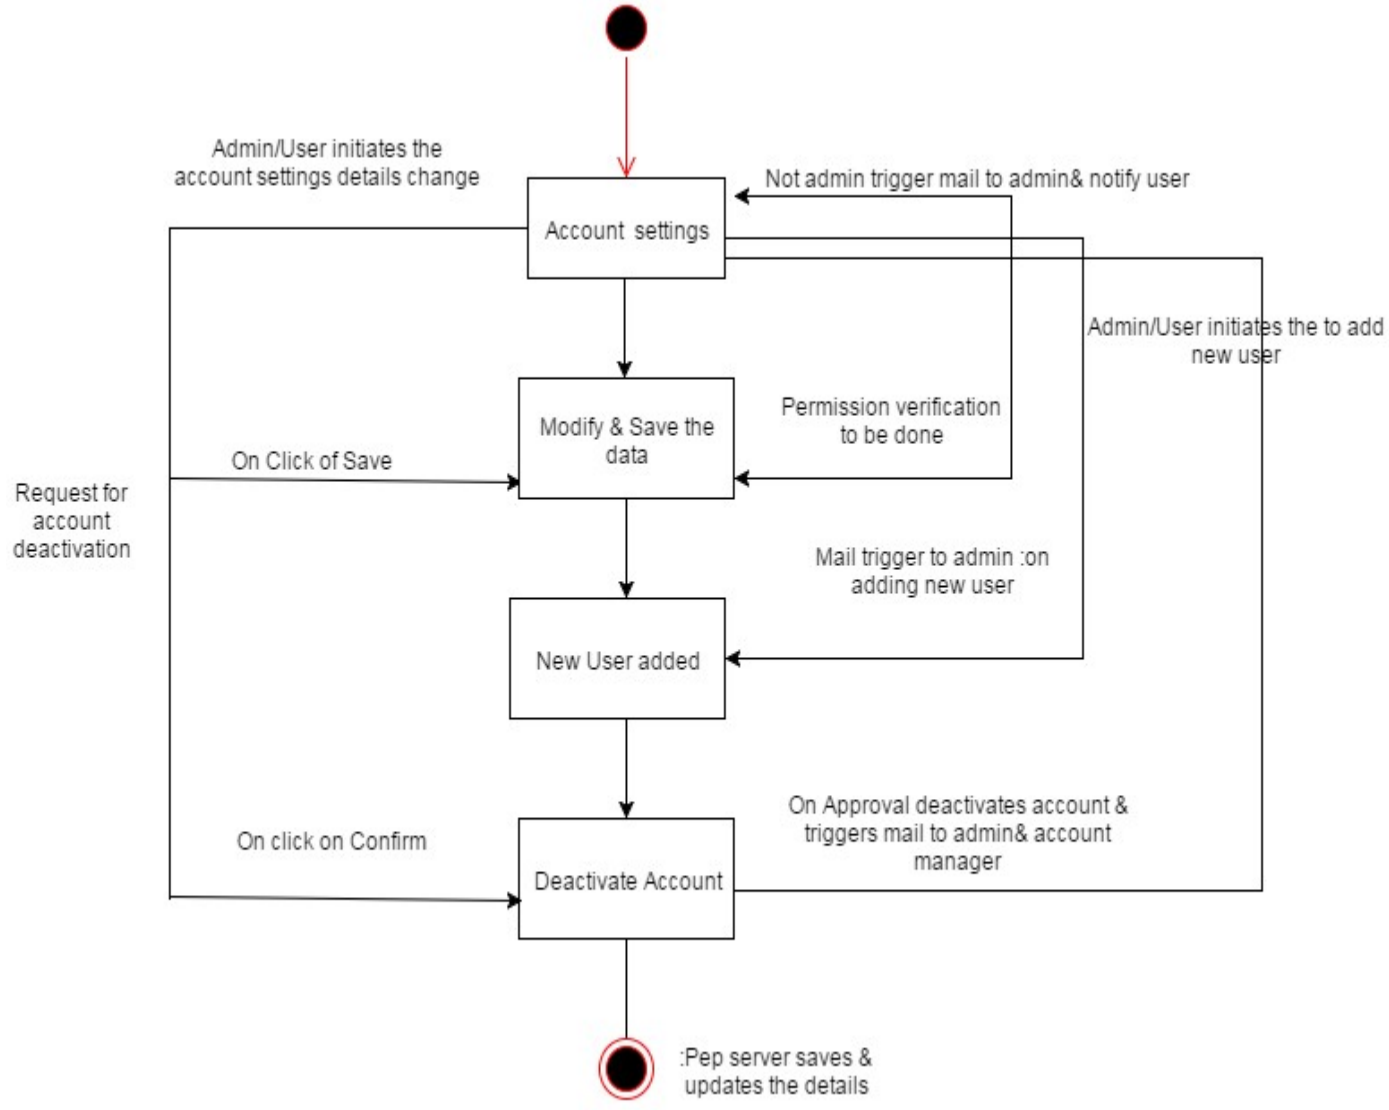 Admin/User initiates the
account settings details change
Not admin trigger mail to admin& notify user
Account settings
Admin/User initiates the to add
new user
Permission verification
to be done
Modify & Save the
data
On Click of Save
Request for
account
deactivation
Mail trigger to admin :on
adding new user
New User added
On Approval deactivates account &
triggers mail to admin& account
manager
On click on Confirm
Deactivate Account
:Pep server saves &
updates the details